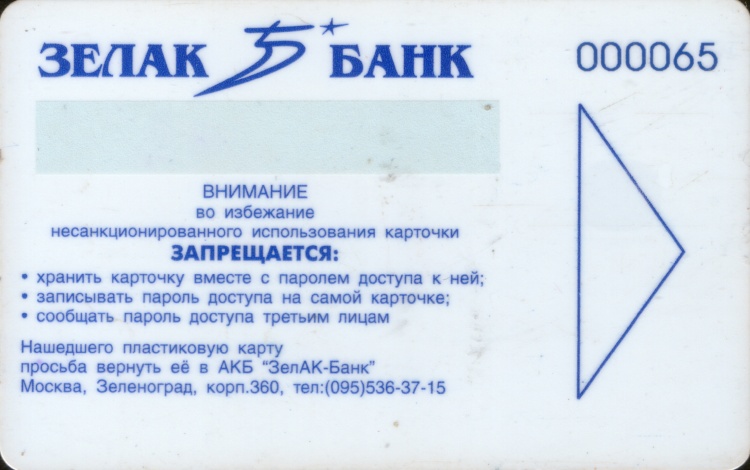 ЗЕЛАК Б БАНК
000065
ВНИМАНИЕ
во избежание
несанкционированного использования карточки
ЗАПРЕЩАЕТСЯ:
• хранить карточку вместе с паролем доступа к ней;
• записывать пароль доступа на самой карточке;
• сообщать пароль доступа третьим лицам
Нашедшего пластиковую карту
просьба вернуть её в АКБ "ЗелАК-Банк"
Москва, Зеленоград, корп.360, тел:(095)536-37-15